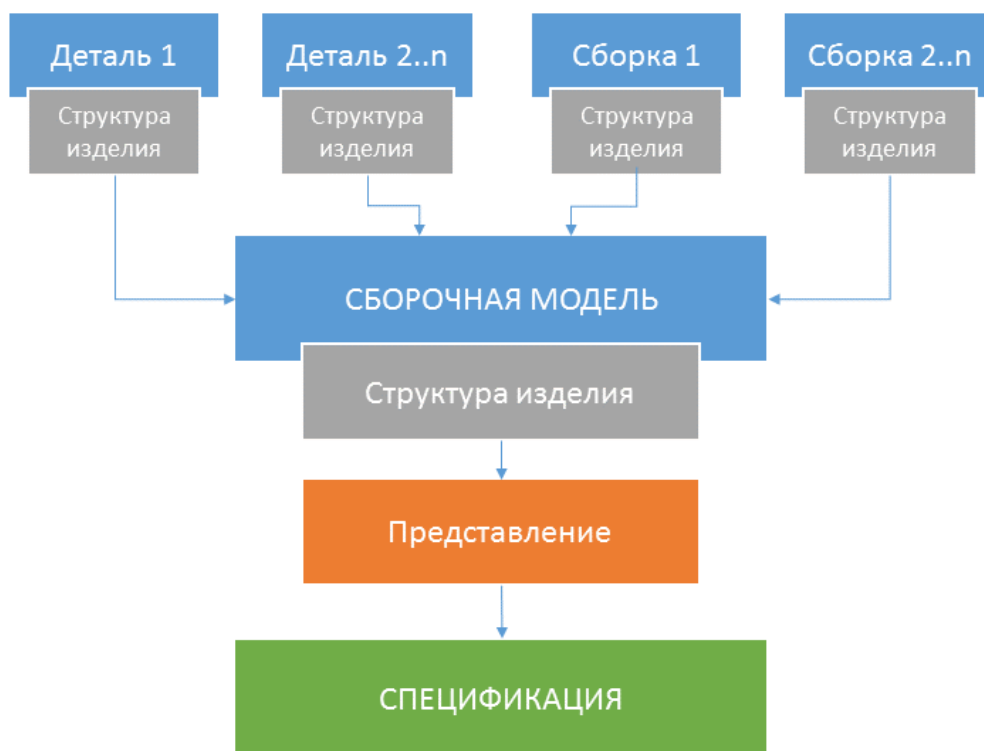 Деталь 1
Деталь 2..n
Сборка 1
Сборка 2..n
Структура
изделия
Структура
изделия
Структура
изделия
Структура
изделия
СБОРОЧНАЯ МОДЕЛЬ
Структура изделия
Представление
СПЕЦИФИКАЦИЯ